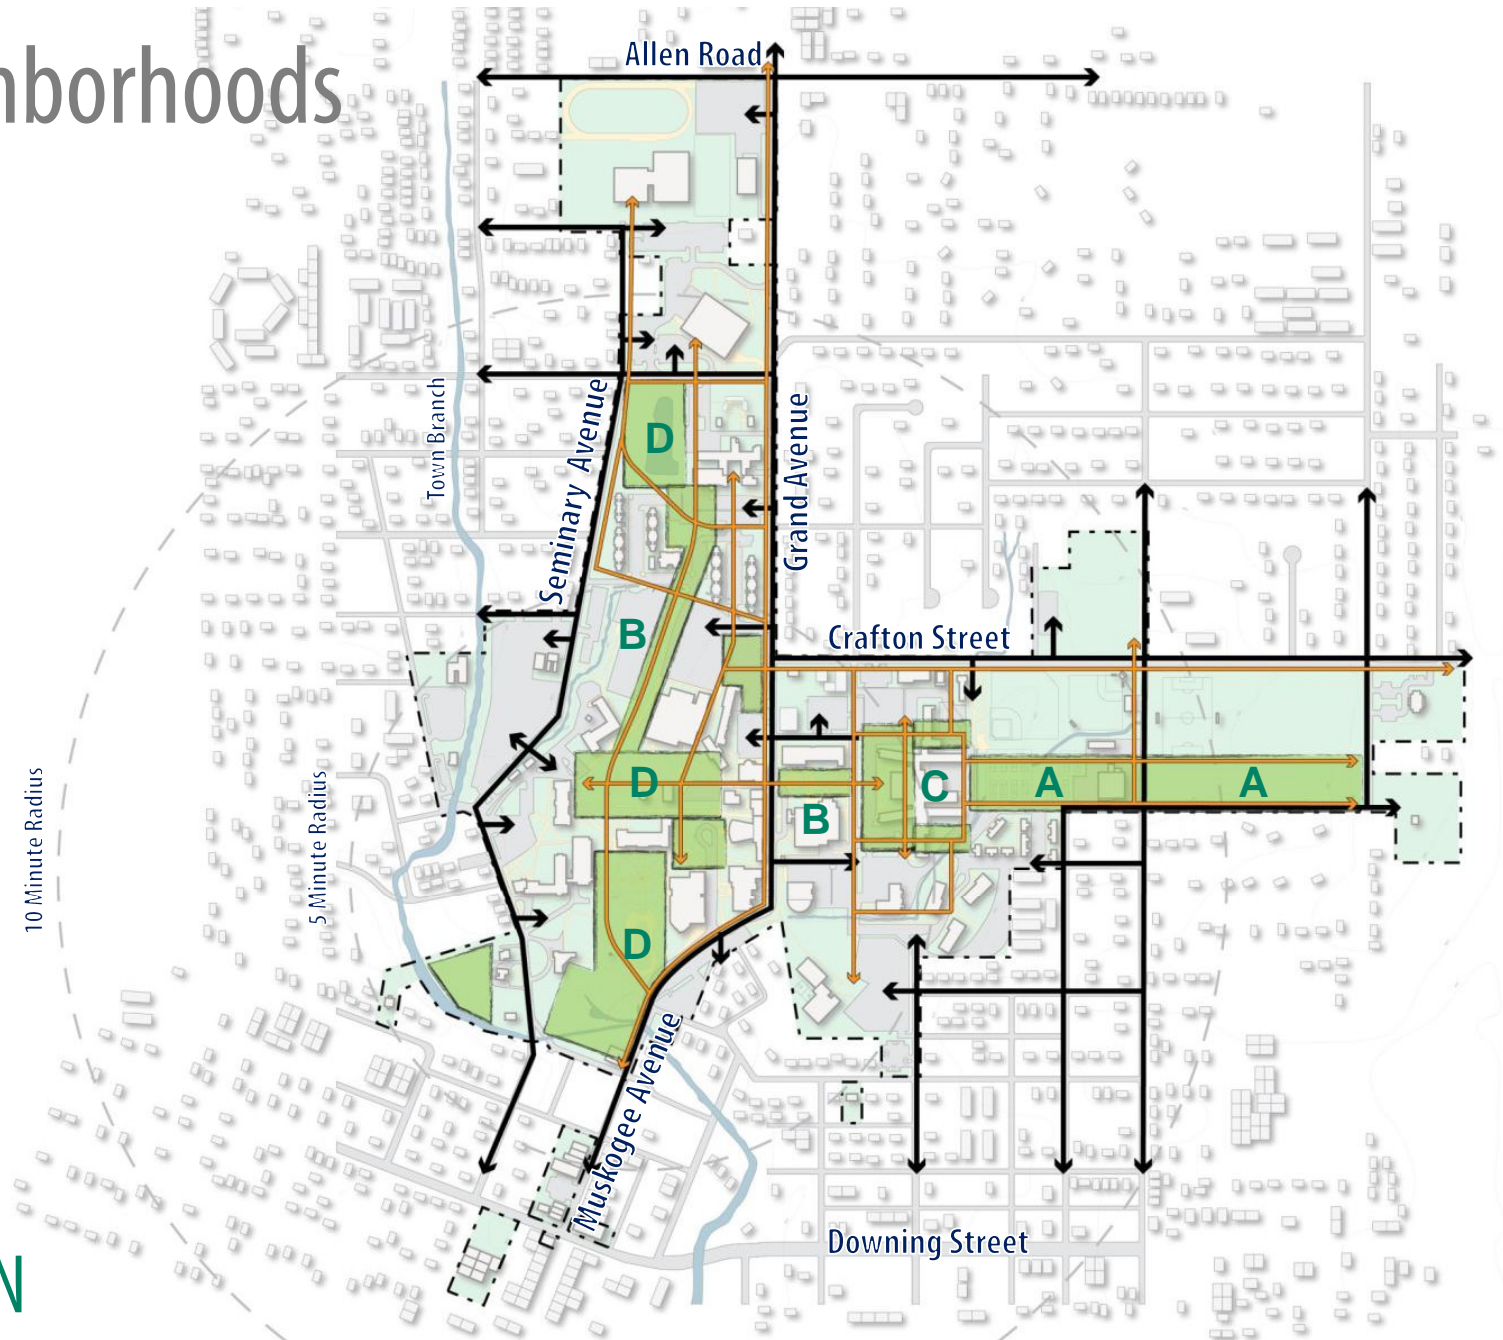 Allen Road
nborhoods
Town Branch
Seminary Avenue
Grand Avenue
D
B
Crafton Street
D
B
C
A
A
10 Minute Radius
5 Minute Radius
D
Muskogee Avenue
Downing Street
N